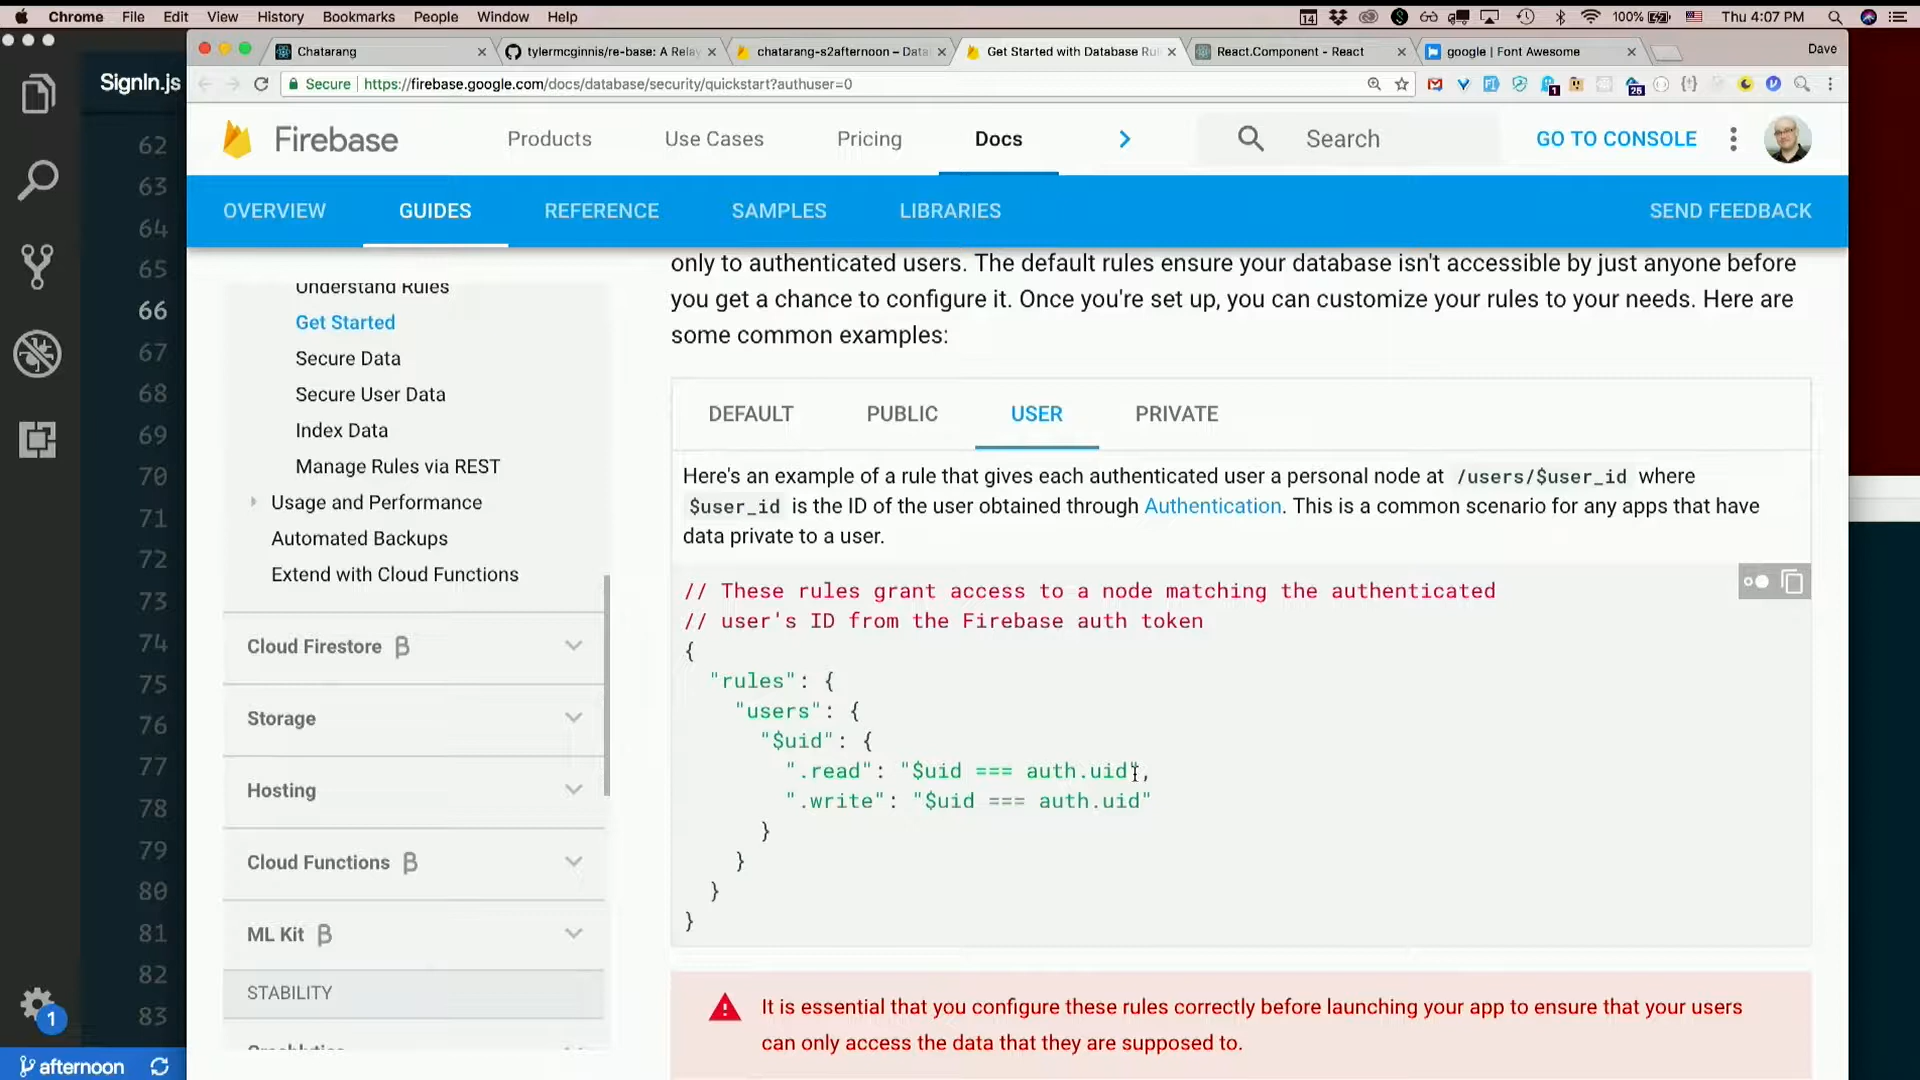 Chrome File Edit View History Bookmarks People Window Help
14 100% Thu 4:07 PM
Chatarang
tylermcginnis/re-base: A Relay
chatarang-s2afternoon – Data
Get Started with Database Rul
React.Component - React
google | Font Awesome
Dave
SignIn.js
Secure https://firebase.google.com/docs/database/security/quickstart?authuser=0
1 25
Firebase
Products
Use Cases
Pricing
Docs
Search
GO TO CONSOLE
OVERVIEW
GUIDES
REFERENCE
SAMPLES
LIBRARIES
SEND FEEDBACK
62
63
64
65
66
67
68
69
70
71
72
73
74
75
76
77
78
79
80
81
82
83
1
afternoon
Understand Rules
Get Started
Secure Data
Secure User Data
Index Data
Manage Rules via REST
Usage and Performance
Automated Backups
Extend with Cloud Functions
Cloud Firestore β
Storage
Hosting
Cloud Functions β
ML Kit β
STABILITY
only to authenticated users. The default rules ensure your database isn't accessible by just anyone before
you get a chance to configure it. Once you're set up, you can customize your rules to your needs. Here are
some common examples:
DEFAULT
PUBLIC
USER
PRIVATE
Here's an example of a rule that gives each authenticated user a personal node at /users/$user_id where
$user_id is the ID of the user obtained through Authentication. This is a common scenario for any apps that have
data private to a user.
// These rules grant access to a node matching the authenticated
// user's ID from the Firebase auth token
{
"rules": {
"users": {
"$uid": {
".read": "$uid === auth.uid",
".write": "$uid === auth.uid"
}
}
}
}
It is essential that you configure these rules correctly before launching your app to ensure that your users
can only access the data that they are supposed to.